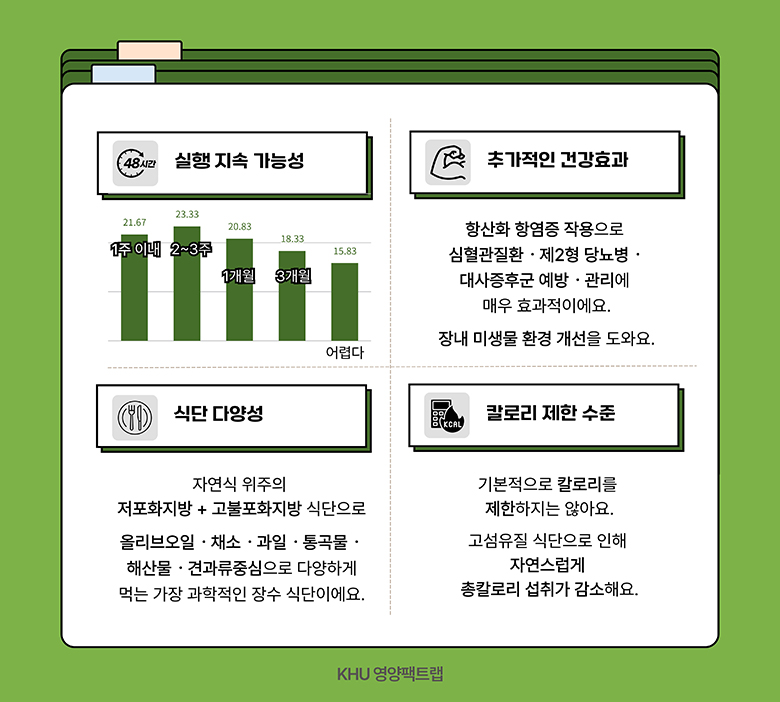 48시간
실행 지속 가능성
21.67
23.33
20.83
18.33
15.83
1주 이내
2~3주
1개월
3개월
어렵다
추가적인 건강효과
항산화 항염증 작용으로
심혈관질환 · 제2형 당뇨병 ·
대사증후군 예방 · 관리에
매우 효과적이에요.
장내 미생물 환경 개선을 도와요.
식단 다양성
자연식 위주의
저포화지방 + 고불포화지방 식단으로
올리브오일 · 채소 · 과일 · 통곡물 ·
해산물 · 견과류중심으로 다양하게
먹는 가장 과학적인 장수 식단이에요.
KCAL
칼로리 제한 수준
기본적으로 칼로리를
제한하지는 않아요.
고섬유질 식단으로 인해
자연스럽게
총칼로리 섭취가 감소해요.
KHU 영양팩트랩